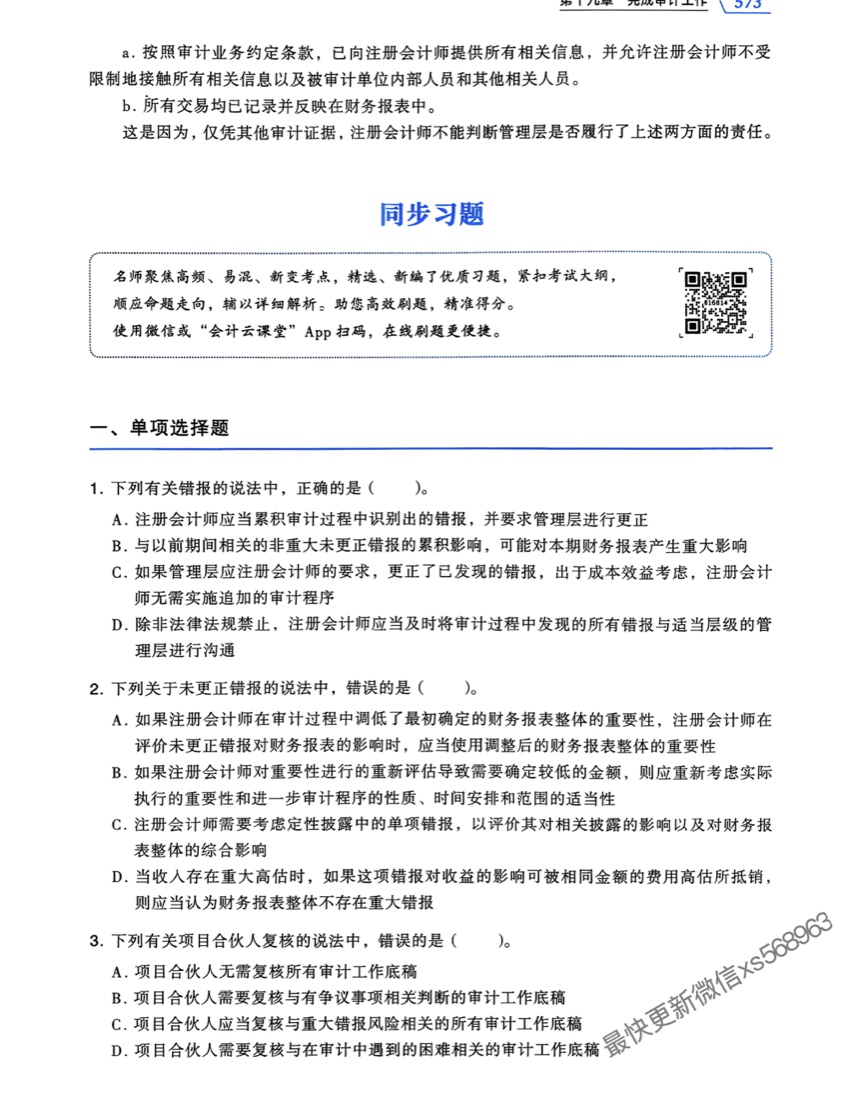 第十九章 完成审计工作 573
a. 按照审计业务约定条款，已向注册会计师提供所有相关信息，并允许注册会计师不受
限制地接触所有相关信息以及被审计单位内部人员和其他相关人员。
b. 所有交易均已记录并反映在财务报表中。
这是因为，仅凭其他审计证据，注册会计师不能判断管理层是否履行了上述两方面的责任。
同步习题
名师聚焦高频、易混、新变考点，精选、新编了优质习题，紧扣考试大纲，
顺应命题走向，辅以详细解析。助您高效刷题，精准得分。
使用微信或“会计云课堂”App扫码，在线刷题更便捷。
一、单项选择题
1. 下列有关错报的说法中，正确的是（　　）。
A. 注册会计师应当累积审计过程中识别出的错报，并要求管理层进行更正
B. 与以前期间相关的非重大未更正错报的累积影响，可能对本期财务报表产生重大影响
C. 如果管理层应注册会计师的要求，更正了已发现的错报，出于成本效益考虑，注册会计
师无需实施追加的审计程序
D. 除非法律法规禁止，注册会计师应当及时将审计过程中发现的所有错报与适当层级的管
理层进行沟通
2. 下列关于未更正错报的说法中，错误的是（　　）。
A. 如果注册会计师在审计过程中调低了最初确定的财务报表整体的重要性，注册会计师在
评价未更正错报对财务报表的影响时，应当使用调整后的财务报表整体的重要性
B. 如果注册会计师对重要性进行的重新评估导致需要确定较低的金额，则应重新考虑实际
执行的重要性和进一步审计程序的性质、时间安排和范围的适当性
C. 注册会计师需要考虑定性披露中的单项错报，以评价其对相关披露的影响以及对财务报
表整体的综合影响
D. 当收入存在重大高估时，如果这项错报对收益的影响可被相同金额的费用高估所抵销，
则应当认为财务报表整体不存在重大错报
3. 下列有关项目合伙人复核的说法中，错误的是（　　）。
A. 项目合伙人无需复核所有审计工作底稿
B. 项目合伙人需要复核与有争议事项相关判断的审计工作底稿
C. 项目合伙人应当复核与重大错报风险相关的所有审计工作底稿
D. 项目合伙人需要复核与在审计中遇到的困难相关的审计工作底稿
最快更新微信xs568963